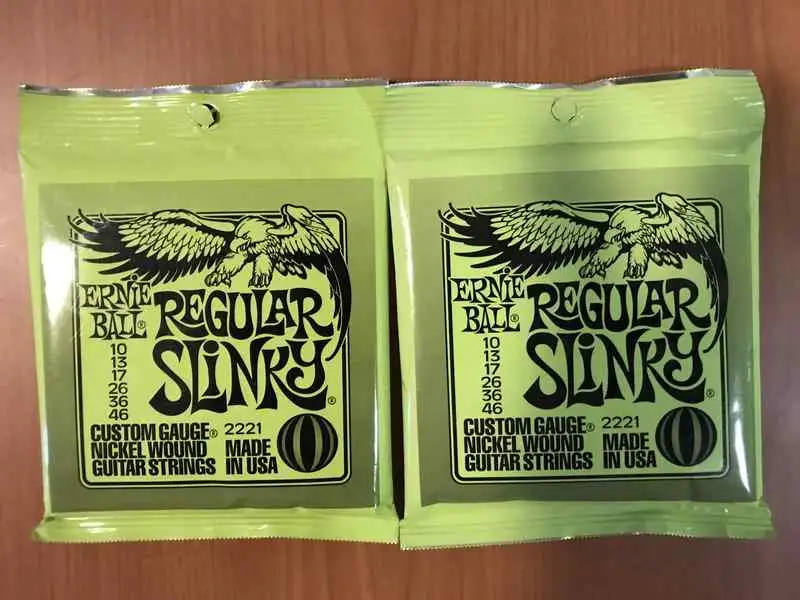 ERNIE
BALL®
REGULAR
SLINKY®
10
13
17
26
36
46
CUSTOM GAUGE® 2221
NICKEL WOUND MADE
GUITAR STRINGS IN USA
ERNIE
BALL®
REGULAR
SLINKY®
10
13
17
26
36
46
CUSTOM GAUGE® 2221
NICKEL WOUND MADE
GUITAR STRINGS IN USA